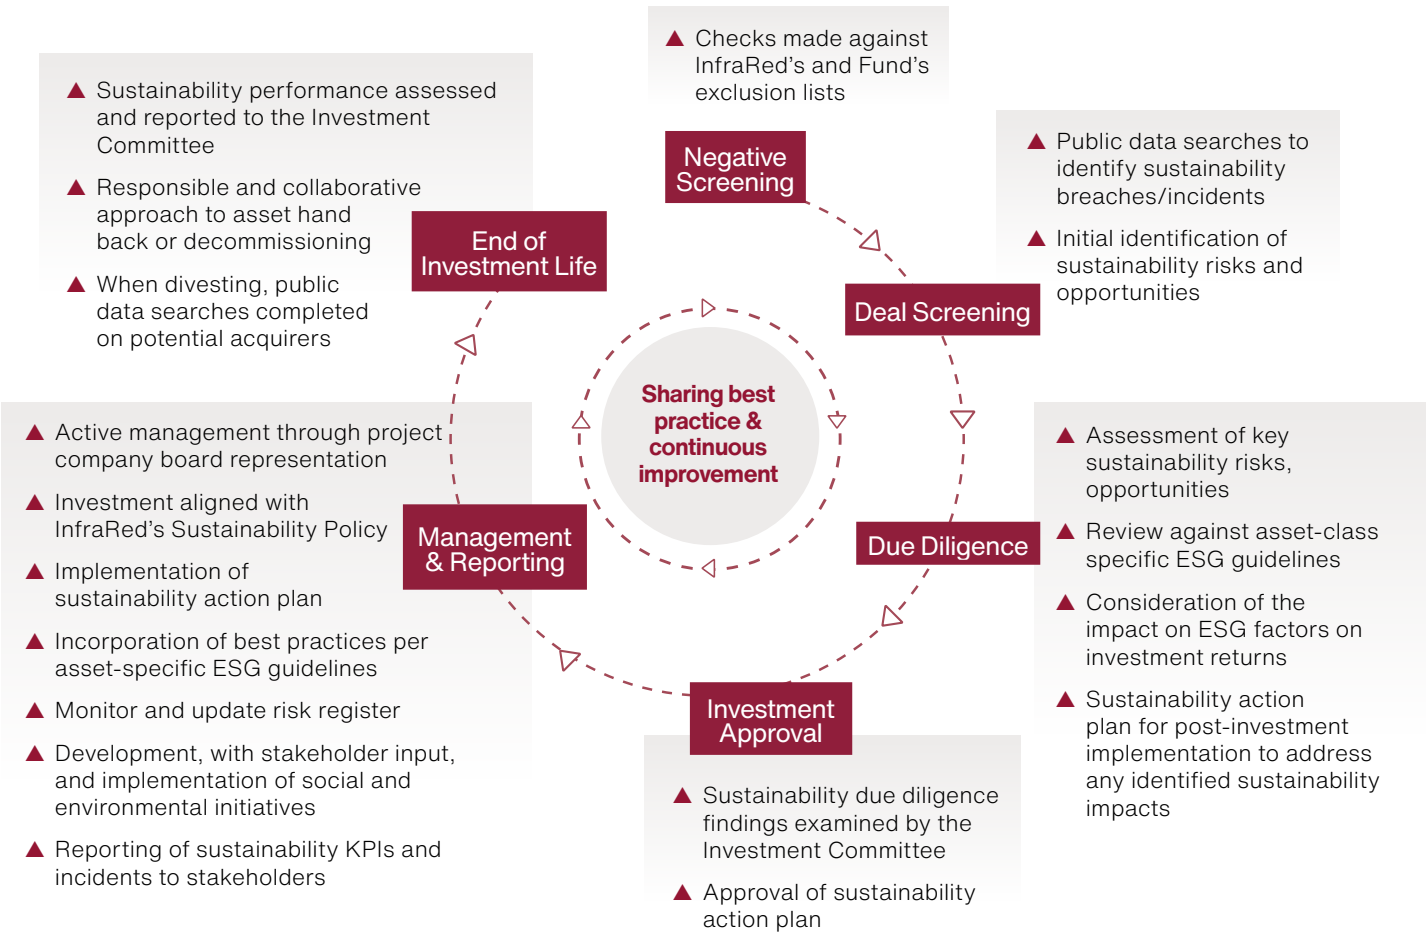 Checks made against
InfraRed’s and Fund’s
exclusion lists
Negative
Screening
Public data searches to
identify sustainability
breaches/incidents
Initial identification of
sustainability risks and
opportunities
Deal Screening
Assessment of key
sustainability risks,
opportunities
Review against asset-class
specific ESG guidelines
Consideration of the
impact on ESG factors on
investment returns
Sustainability action
plan for post-investment
implementation to address
any identified sustainability
impacts
Due Diligence
Investment
Approval
Sustainability due diligence
findings examined by the
Investment Committee
Approval of sustainability
action plan
Management
& Reporting
Active management through project
company board representation
Investment aligned with
InfraRed’s Sustainability Policy
Implementation of
sustainability action plan
Incorporation of best practices per
asset-specific ESG guidelines
Monitor and update risk register
Development, with stakeholder input,
and implementation of social and
environmental initiatives
Reporting of sustainability KPIs and
incidents to stakeholders
End of
Investment Life
Sustainability performance assessed
and reported to the Investment
Committee
Responsible and collaborative
approach to asset hand
back or decommissioning
When divesting, public
data searches completed
on potential acquirers
Sharing best
practice &
continuous
improvement